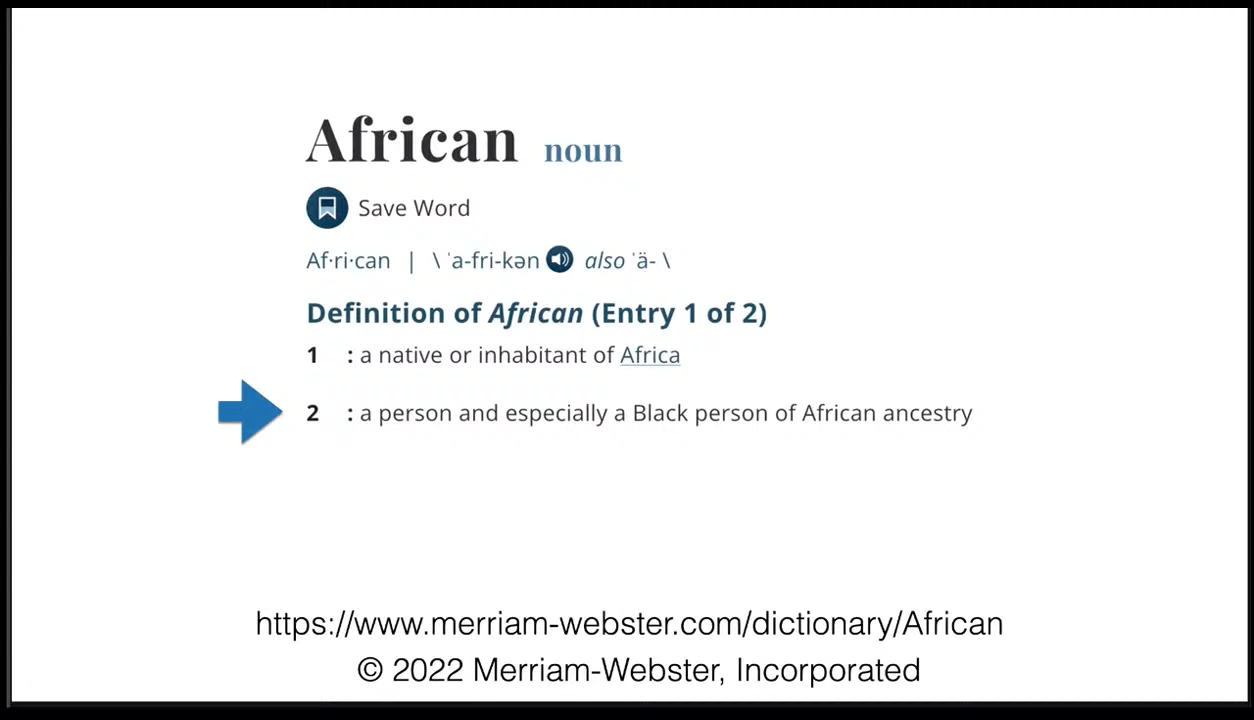 African noun
Save Word
Af·ri·can | \ ˈa-fri-kən also ˈä- \
Definition of African (Entry 1 of 2)
1 : a native or inhabitant of Africa
2 : a person and especially a Black person of African ancestry
https://www.merriam-webster.com/dictionary/African
© 2022 Merriam-Webster, Incorporated